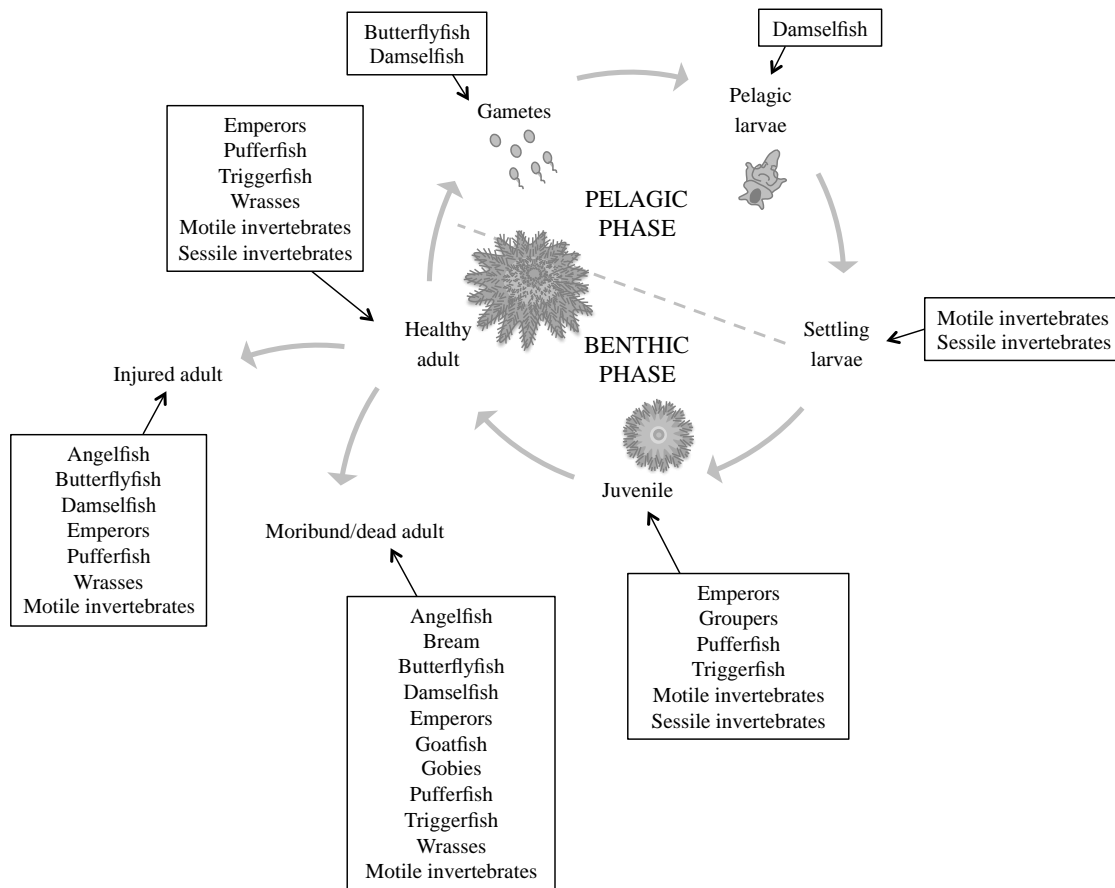 Butterflyfish
Damselfish
Damselfish
Gametes
Pelagic
larvae
Emperors
Pufferfish
Triggerfish
Wrasses
Motile invertebrates
Sessile invertebrates
PELAGIC
PHASE
Healthy
adult
BENTHIC
PHASE
Settling
larvae
Motile invertebrates
Sessile invertebrates
Injured adult
Angelfish
Butterflyfish
Damselfish
Emperors
Pufferfish
Wrasses
Motile invertebrates
Juvenile
Moribund/dead adult
Angelfish
Bream
Butterflyfish
Damselfish
Emperors
Goatfish
Gobies
Pufferfish
Triggerfish
Wrasses
Motile invertebrates
Emperors
Groupers
Pufferfish
Triggerfish
Motile invertebrates
Sessile invertebrates